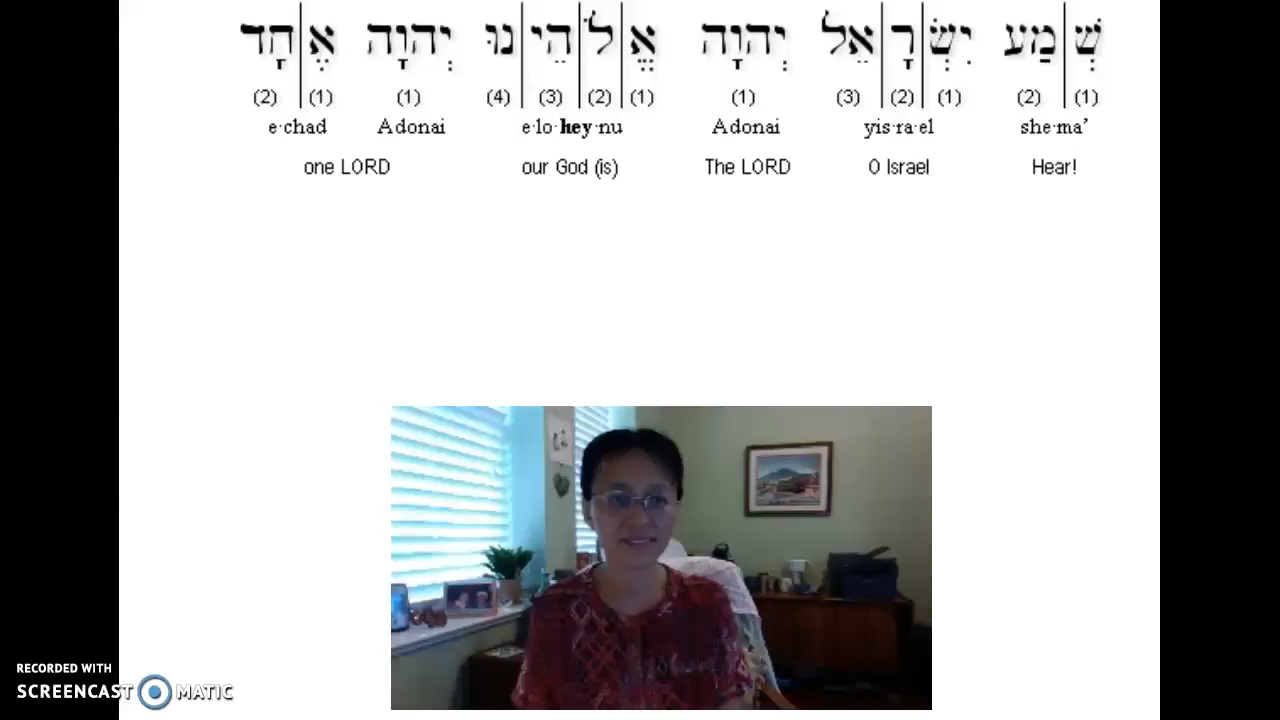 שְׁמַע יִשְׂרָאֵל יְהוָה אֱלֹהֵינוּ יְהוָה אֶחָד
(2) (1) (1) (4) (3) (2) (1) (1) (3) (2) (1) (2) (1)
e·chad Adonai e·lo·hey·nu Adonai yis·ra·el she·ma’
one LORD our God (is) The LORD O Israel Hear!
RECORDED WITH
SCREENCAST MATIC